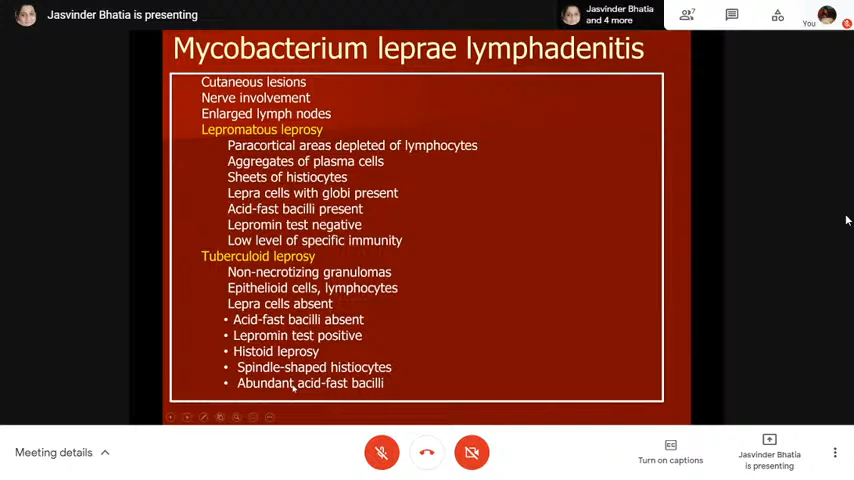 Jasvinder Bhatia is presenting
Jasvinder Bhatia
and 4 more
7
You
Mycobacterium leprae lymphadenitis
Cutaneous lesions
Nerve involvement
Enlarged lymph nodes
Lepromatous leprosy
Paracortical areas depleted of lymphocytes
Aggregates of plasma cells
Sheets of histiocytes
Lepra cells with globi present
Acid-fast bacilli present
Lepromin test negative
Low level of specific immunity
Tuberculoid leprosy
Non-necrotizing granulomas
Epithelioid cells, lymphocytes
Lepra cells absent
• Acid-fast bacilli absent
• Lepromin test positive
• Histoid leprosy
• Spindle-shaped histiocytes
• Abundant acid-fast bacilli
Meeting details
Turn on captions
Jasvinder Bhatia
is presenting